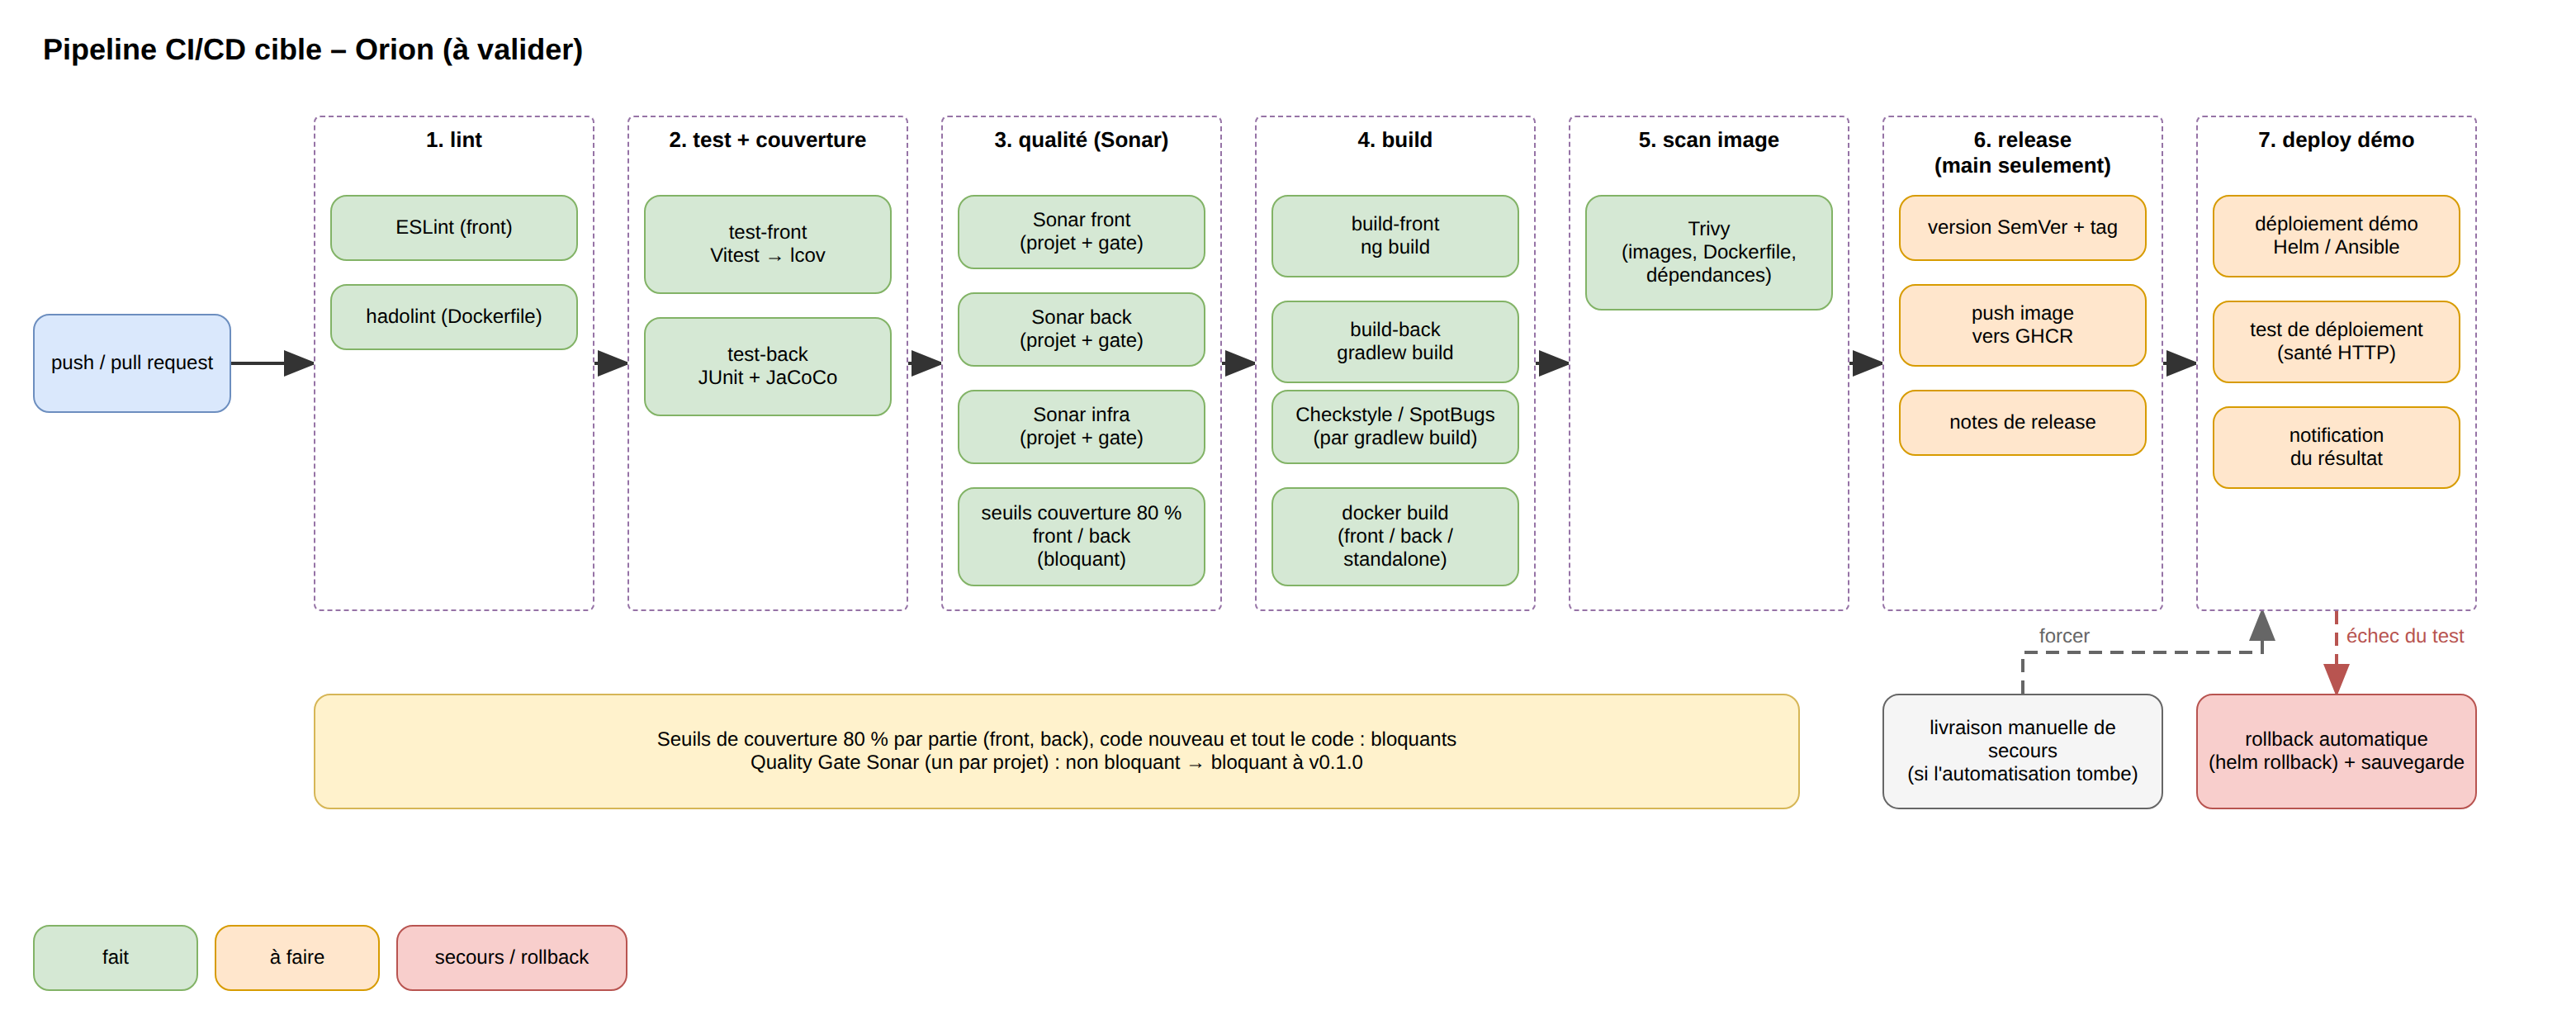 Pipeline CI/CD cible – Orion (à valider)
push / pull request
1. lint
ESLint (front)
hadolint (Dockerfile)
2. test + couverture
test-front
Vitest → lcov
test-back
JUnit + JaCoCo
3. qualité (Sonar)
Sonar front
(projet + gate)
Sonar back
(projet + gate)
Sonar infra
(projet + gate)
seuils couverture 80 %
front / back
(bloquant)
4. build
build-front
ng build
build-back
gradlew build
Checkstyle / SpotBugs
(par gradlew build)
docker build
(front / back /
standalone)
5. scan image
Trivy
(images, Dockerfile,
dépendances)
6. release
(main seulement)
version SemVer + tag
push image
vers GHCR
notes de release
7. deploy démo
déploiement démo
Helm / Ansible
test de déploiement
(santé HTTP)
notification
du résultat
forcer
échec du test
Seuils de couverture 80 % par partie (front, back), code nouveau et tout le code : bloquants
Quality Gate Sonar (un par projet) : non bloquant → bloquant à v0.1.0
livraison manuelle de
secours
(si l'automatisation tombe)
rollback automatique
(helm rollback) + sauvegarde
fait
à faire
secours / rollback